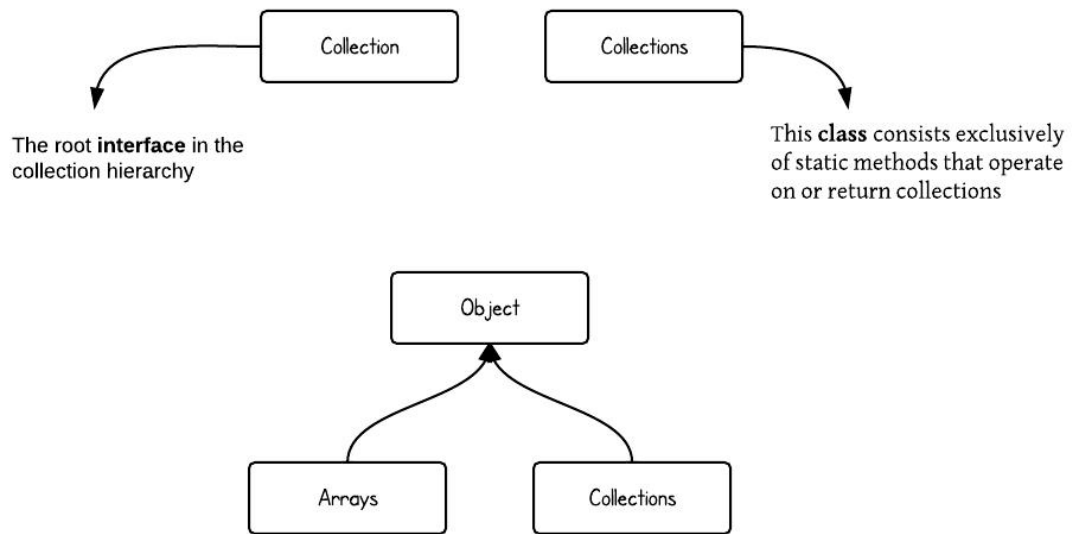 Collection
Collections
The root interface in the
collection hierarchy
This class consists exclusively
of static methods that operate
on or return collections
Object
Arrays
Collections